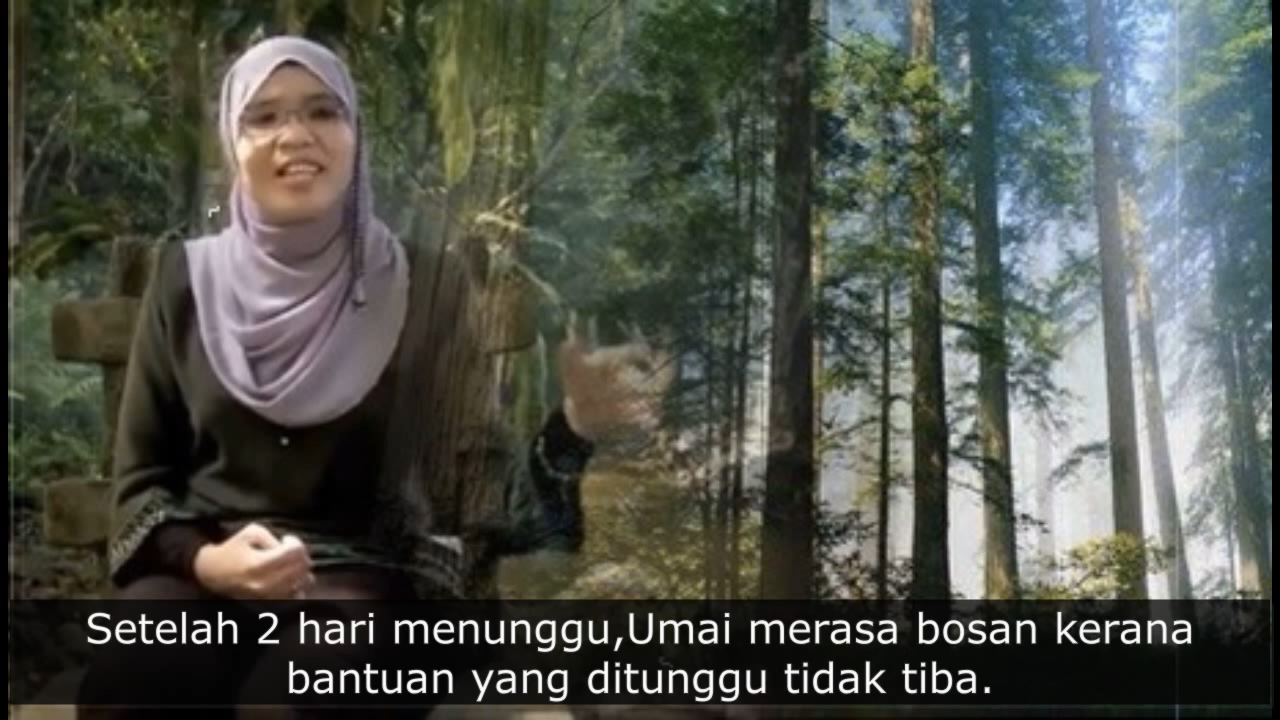 Setelah 2 hari menunggu,Umai merasa bosan kerana
bantuan yang ditunggu tidak tiba.